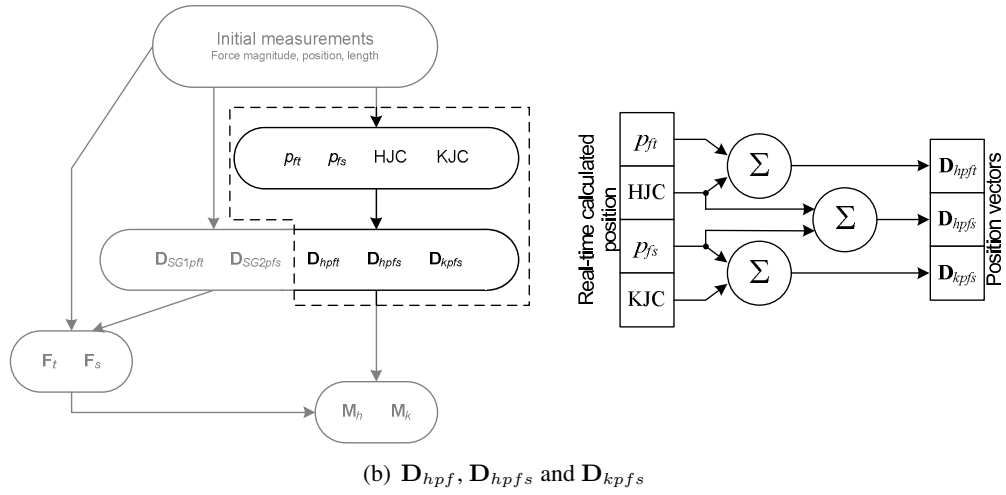 Initial measurements
Force magnitude, position, length
p_ft p_fs HJC KJC
D_SG1pft D_SG2pfs D_hpft D_hpfs D_kpfs
F_t F_s
M_h M_k
Real-time calculated
position
p_ft
HJC
p_fs
KJC
Σ
Σ
Σ
D_hpft
D_hpfs
D_kpfs
Position vectors
(b) D_hpf, D_hpfs and D_kpfs